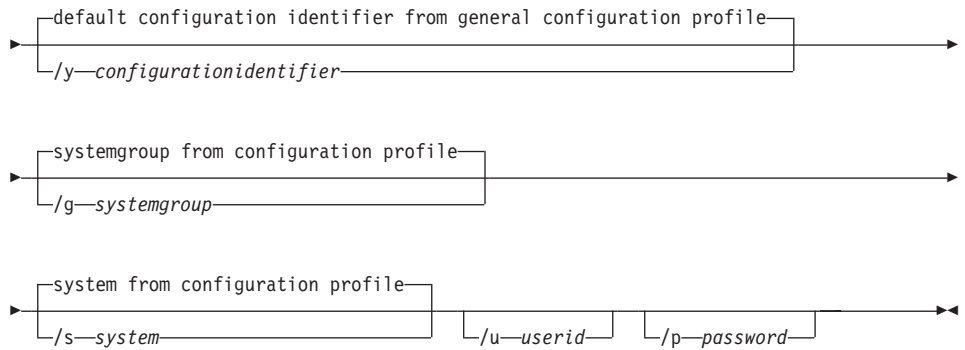 default configuration identifier from general configuration profile
/y configurationidentifier
systemgroup from configuration profile
/g systemgroup
system from configuration profile
/s system /u userid /p password